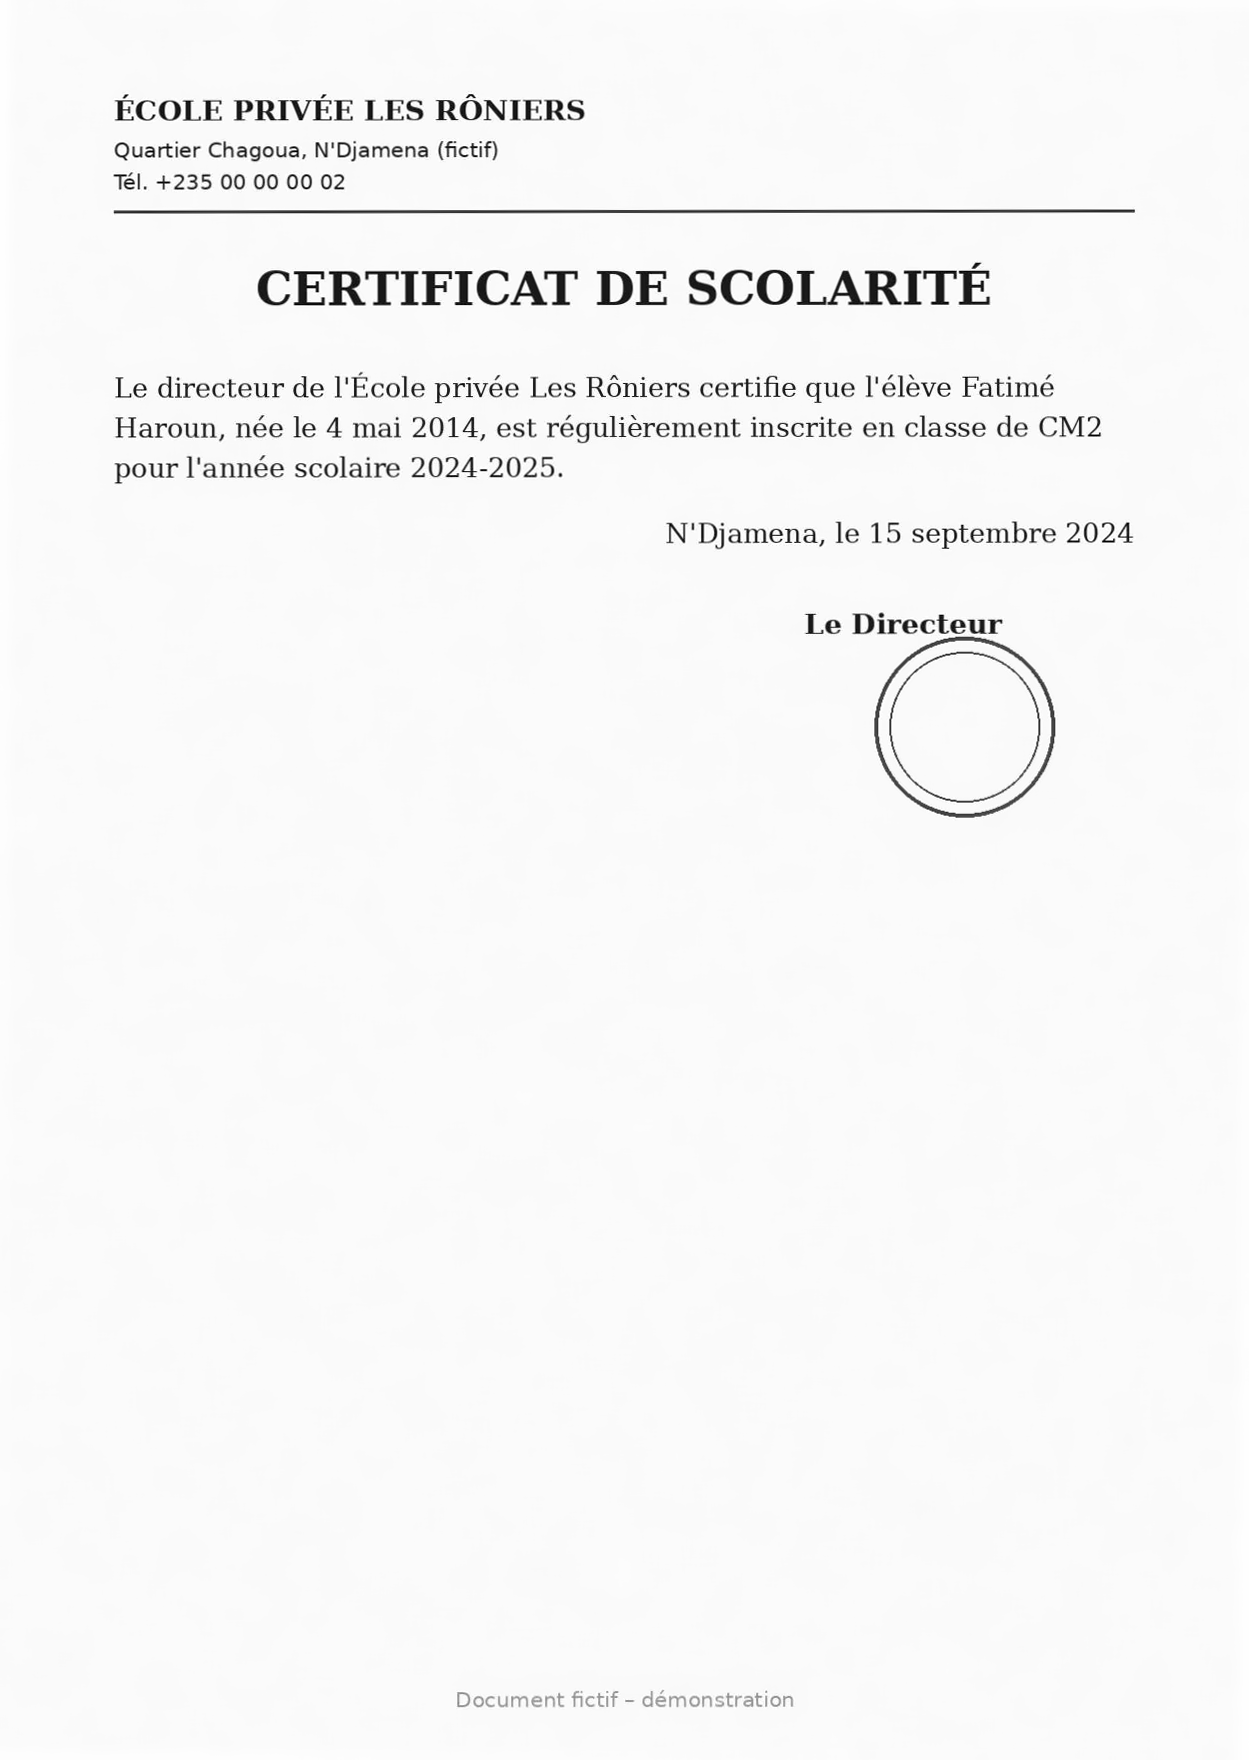 ÉCOLE PRIVÉE LES RÔNIERS
Quartier Chagoua, N'Djamena (fictif)
Tél. +235 00 00 00 02
CERTIFICAT DE SCOLARITÉ
Le directeur de l'École privée Les Rôniers certifie que l'élève Fatimé
Haroun, née le 4 mai 2014, est régulièrement inscrite en classe de CM2
pour l'année scolaire 2024-2025.
N'Djamena, le 15 septembre 2024
Le Directeur
Document fictif – démonstration